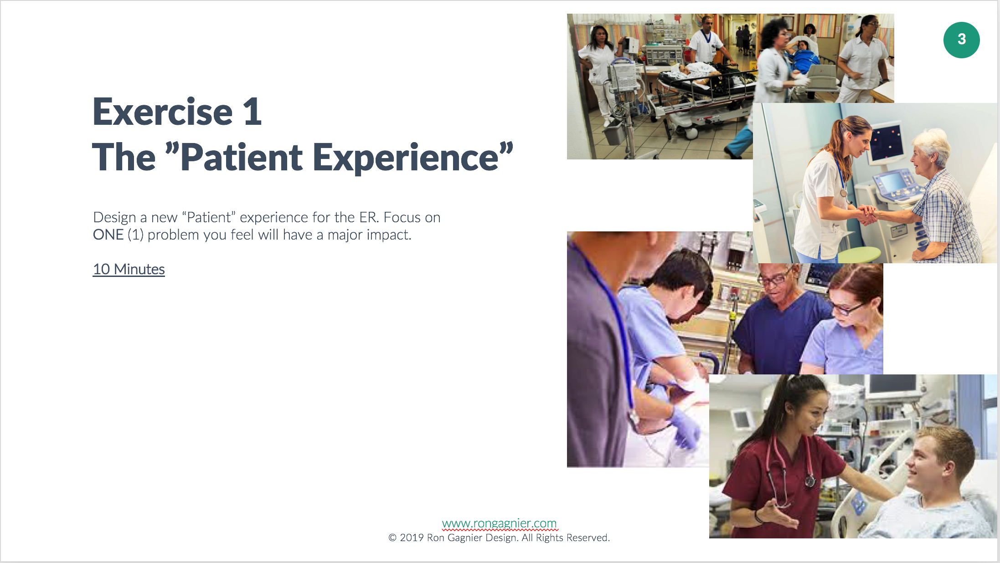 3
Exercise 1
The ”Patient Experience”
Design a new “Patient” experience for the ER. Focus on
ONE (1) problem you feel will have a major impact.
10 Minutes
www.rongagnier.com
© 2019 Ron Gagnier Design. All Rights Reserved.